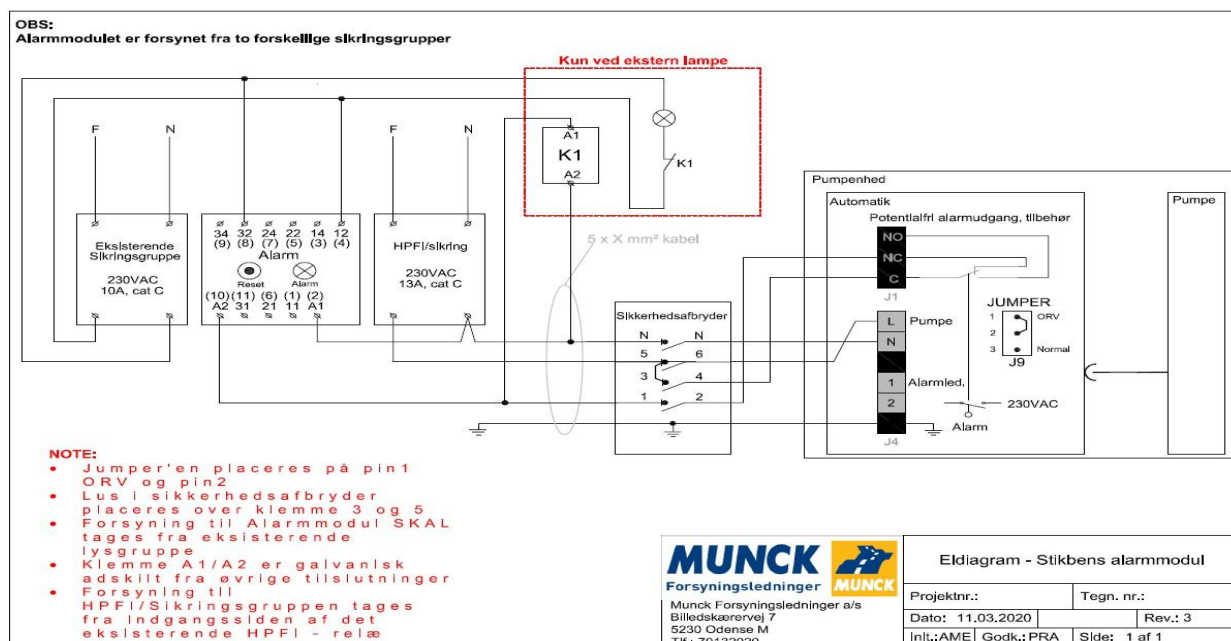 OBS:
Alarmmodulet er forsynet fra to forskellige sikringsgrupper
Kun ved ekstern lampe
F
N
F
N
A1
K1
A2
K1
Eksisterende
Sikringsgruppe
230VAC
10A, cat C
34 32 24 22 14 12
(9) (8) (7) (5) (3) (4)
Alarm
Reset
Alarm
(10) (11) (6) (1) (2)
A2 31 21 11 A1
HPFI/sikring
230VAC
13A, cat C
5 x X mm² kabel
Sikkerhedsafbryder
N N
5 6
3 4
1 2
Pumpenhed
Automatik
Potentialfri alarmudgang, tilbehør
NO
NC
C
J1
L Pumpe
N
1 Alarmled.
2
J4
JUMPER
1 ORV
2
3 Normal
J9
230VAC
Alarm
Pumpe
NOTE:
• Jumper'en placeres på pin1
ORV og pin2
• Lus i sikkerhedsafbryder
placeres over klemme 3 og 5
• Forsyning til Alarmmodul SKAL
tages fra eksisterende
lysgruppe
• Klemme A1/A2 er galvanisk
adskilt fra øvrige tilslutninger
• Forsyning til
HPFI/Sikringsgruppen tages
fra indgangssiden af det
eksisterende HPFI - relæ
MUNCK
Forsyningsledninger
MUNCK
Munck Forsyningsledninger a/s
Billedskærervej 7
5230 Odense M
Eldiagram - Stikbens alarmmodul
Projektnr.:
Tegn. nr.:
Dato: 11.03.2020
Rev.: 3
Init.:AME
Godk.:PRA
Side: 1 af 1